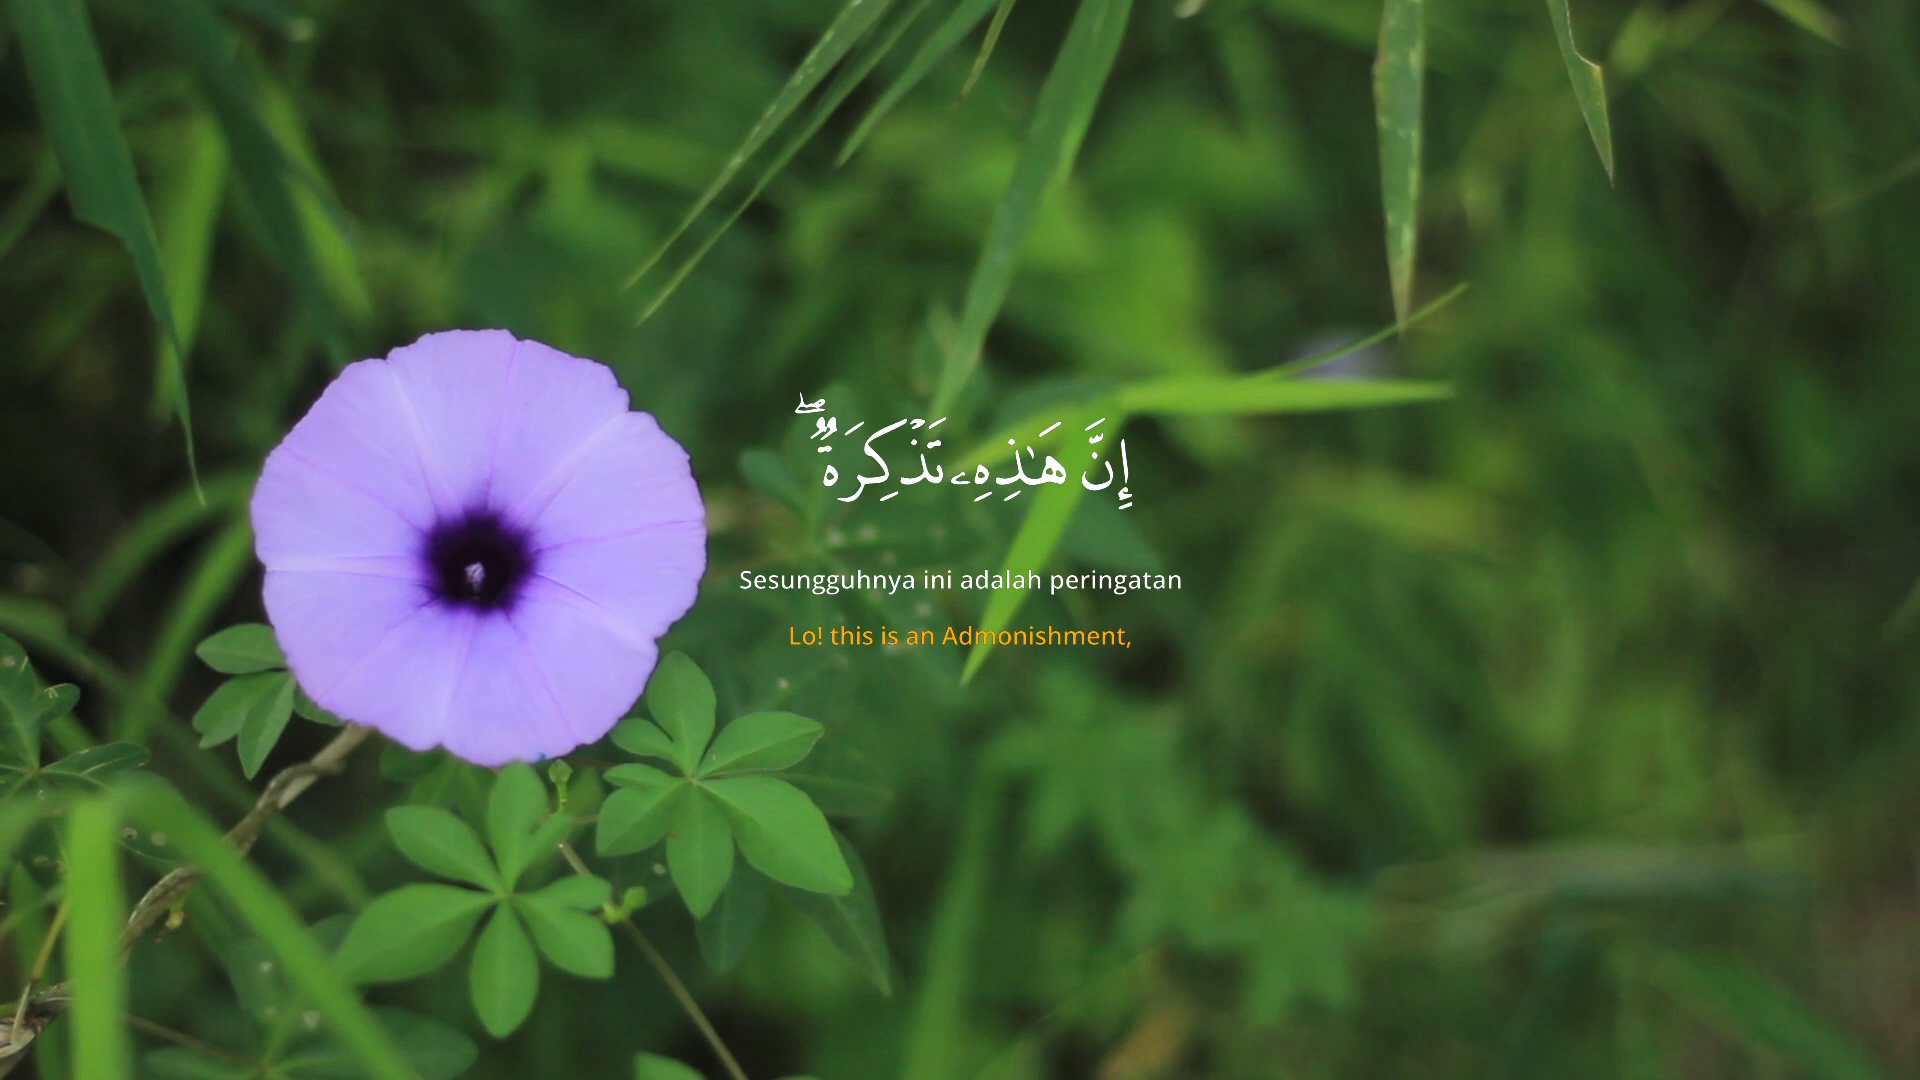 إِنَّ هَٰذِهِۦ تَذْكِرَةٌ ۖ
Sesungguhnya ini adalah peringatan
Lo! this is an Admonishment,